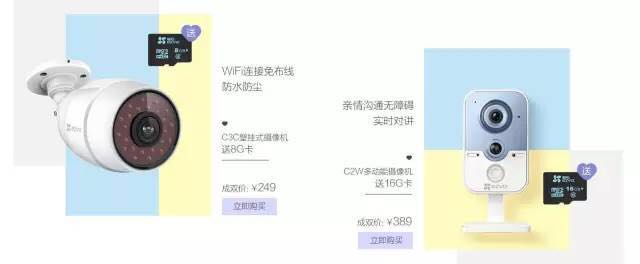 送
8GB
WiFi连接免布线
防水防尘
C3C壁挂式摄像机
送8G卡
成双价: ¥249
立即购买
亲情沟通无障碍
实时对讲
C2W多功能摄像机
送16G卡
成双价: ¥389
立即购买
送
EZVIZ
16GB